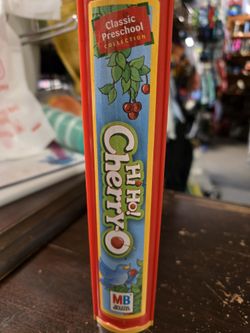 Classic
Preschool
COLLECTION
Hi Ho!
Cherry-O
MB